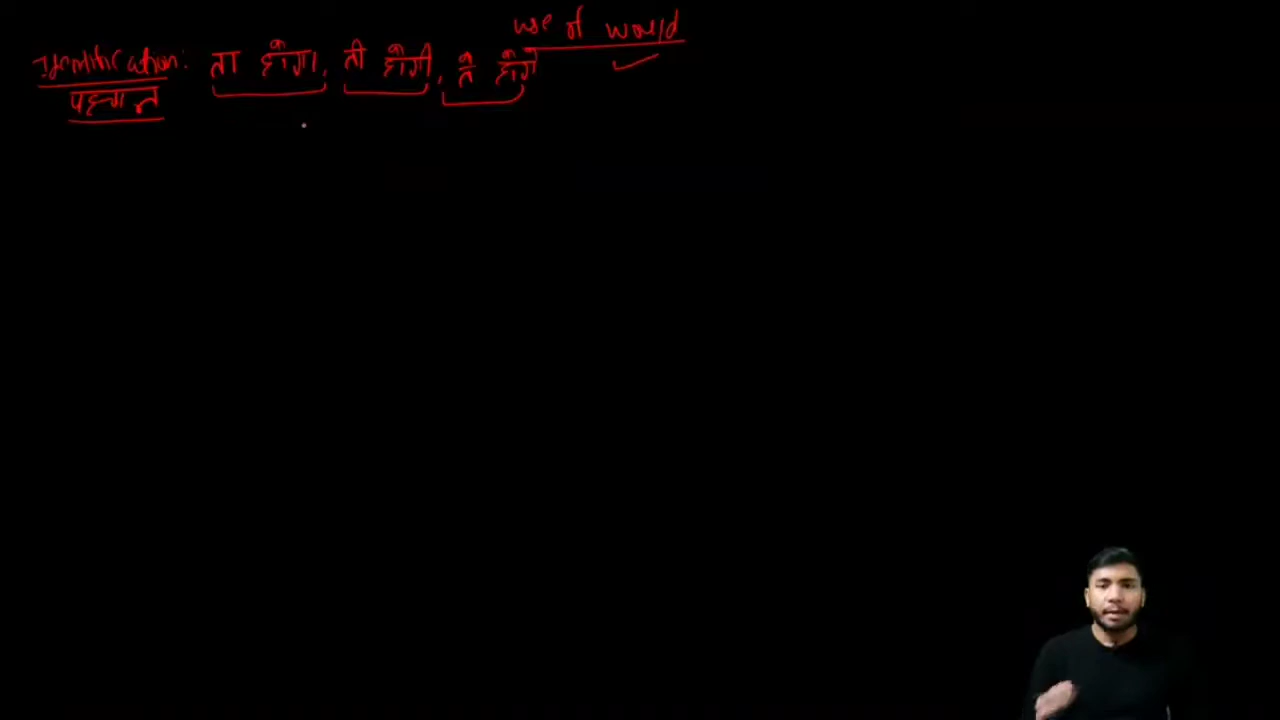 use of would
Identification: ता होगा, ती होगी, ते होंगे
पहचान